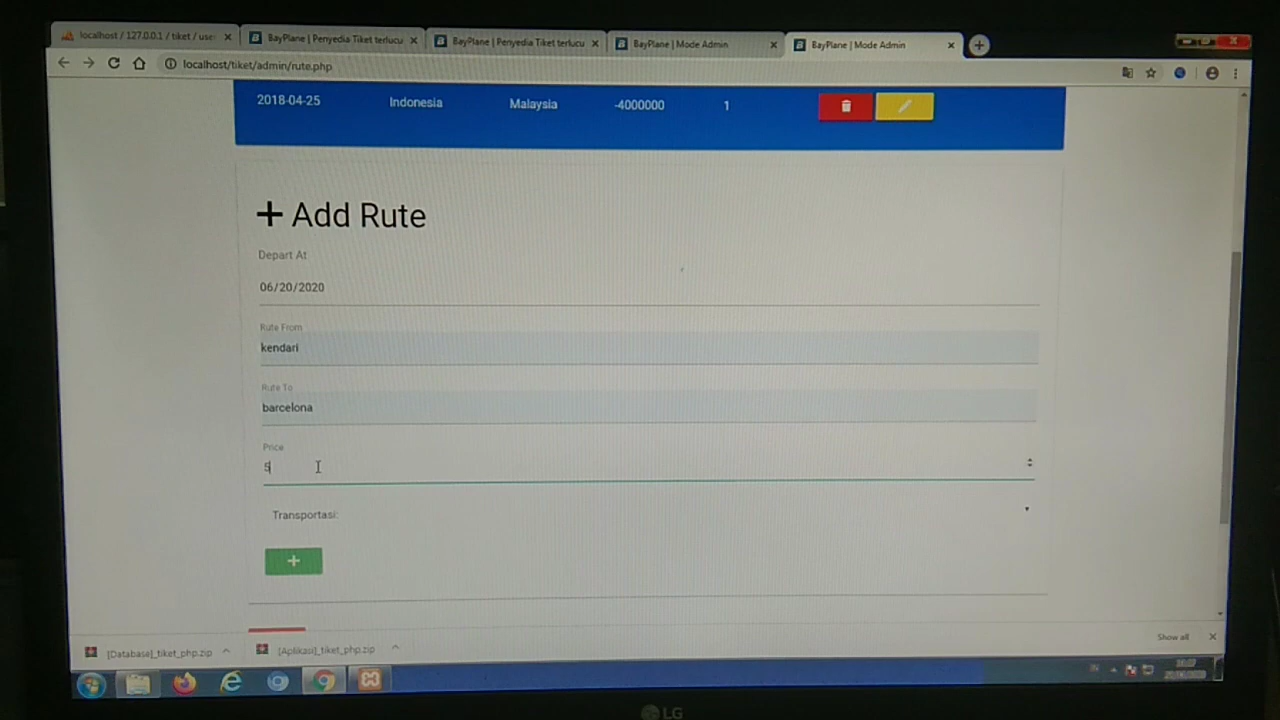 localhost / 127.0.0.1 / tiket / use
BayPlane | Penyedia Tiket terlucu
BayPlane | Penyedia Tiket terlucu
BayPlane | Mode Admin
BayPlane | Mode Admin
localhost/tiket/admin/rute.php
2018-04-25 Indonesia Malaysia -4000000 1
+ Add Rute
Depart At
06/20/2020
Rute From
kendari
Rute To
barcelona
Price
5
Transportasi:
+
Show all
[Database]_tiket_php.zip
[Aplikasi]_tiket_php.zip
IN
LG